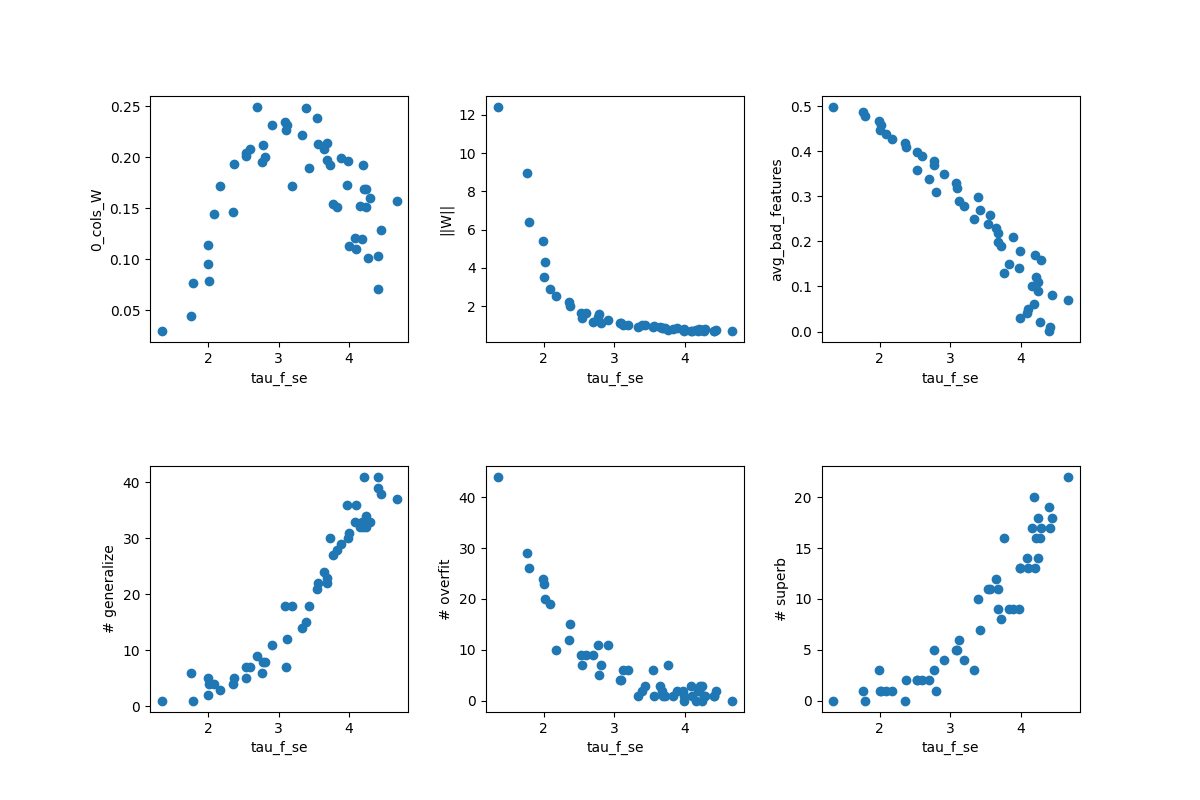 0_cols_W
0.25
0.20
0.15
0.10
0.05
2 3 4
tau_f_se
||W||
12
10
8
6
4
2
2 3 4
tau_f_se
avg_bad_features
0.5
0.4
0.3
0.2
0.1
0.0
2 3 4
tau_f_se
# generalize
40
30
20
10
0
2 3 4
tau_f_se
# overfit
40
30
20
10
0
2 3 4
tau_f_se
# superb
20
15
10
5
0
2 3 4
tau_f_se